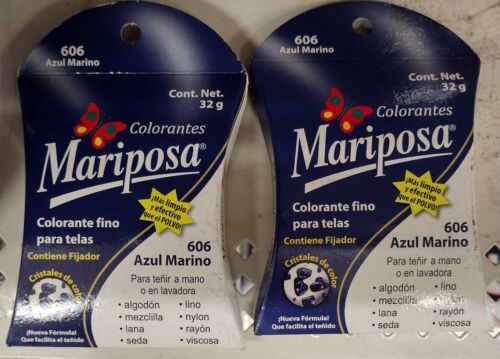 606
Azul Marino
Cont. Net.
32 g
Colorantes
Mariposa®
¡Más limpio
y efectivo
que el POLVO!
Colorante fino
para telas
Contiene Fijador
Cristales de color
606
Azul Marino
Para teñir a mano
o en lavadora
• algodón • lino
• mezclilla • nylon
• lana • rayón
• seda • viscosa
¡Nueva Fórmula!
Que facilita el teñido
606
Azul Marino
Cont. Net.
32 g
Colorantes
Mariposa®
¡Más limpio
y efectivo
que el POLVO!
Colorante fino
para telas
Contiene Fijador
Cristales de color
606
Azul Marino
Para teñir a mano
o en lavadora
• algodón • lino
• mezclilla • nylon
• lana • rayón
• seda • viscosa
¡Nueva Fórmula!
Que facilita el teñido